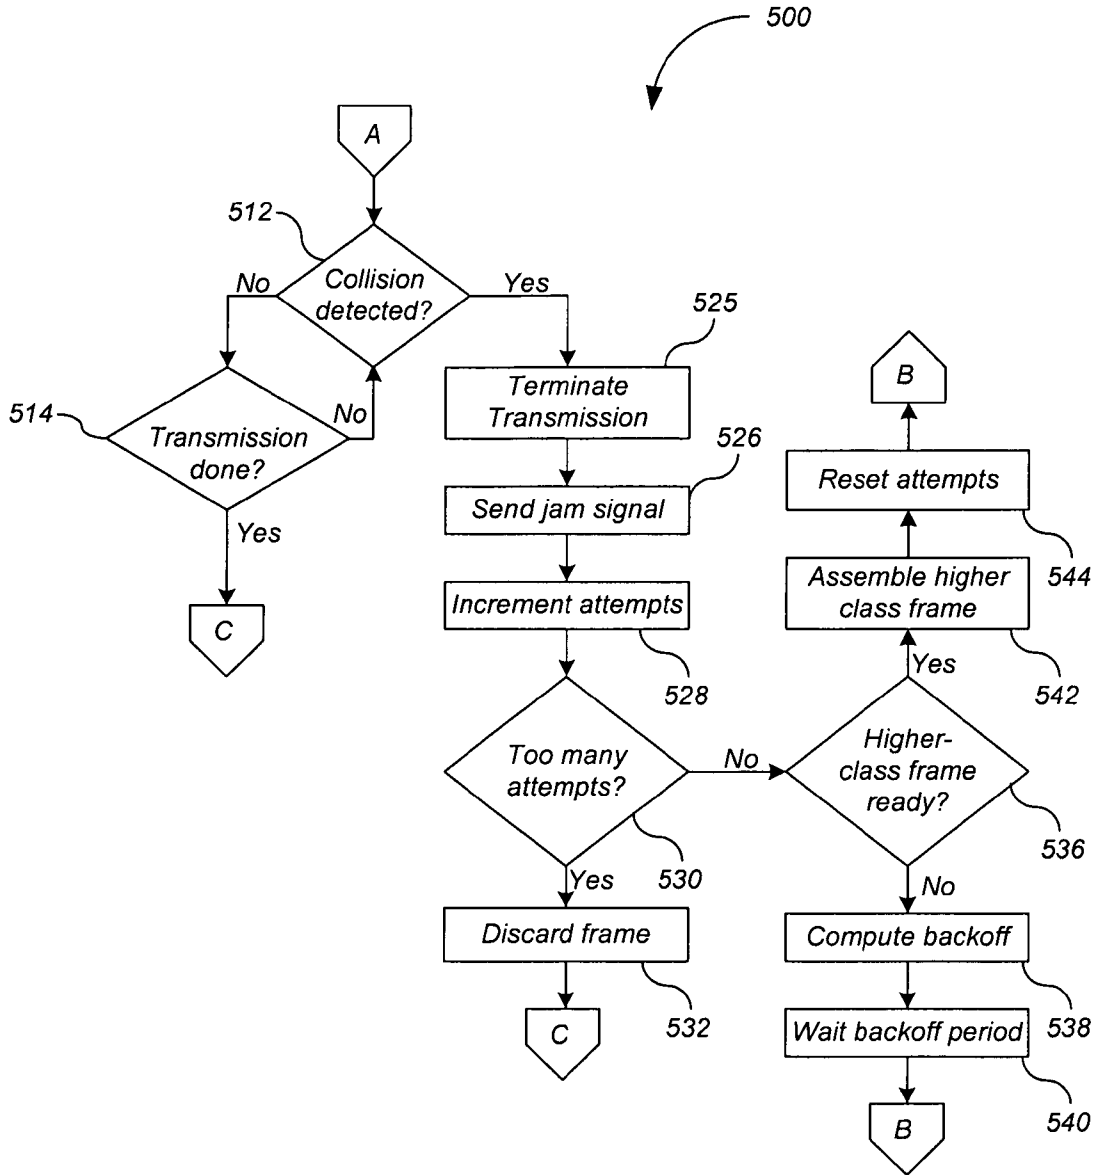 500
A
512
Collision
detected?
No
Yes
525
Terminate
Transmission
B
514
Transmission
done?
No
526
Send jam signal
Reset attempts
Yes
544
Increment attempts
Assemble higher
class frame
C
528
Yes
542
Too many
attempts?
No
Higher-
class frame
ready?
536
530
Yes
No
Discard frame
Compute backoff
532
538
C
Wait backoff period
540
B